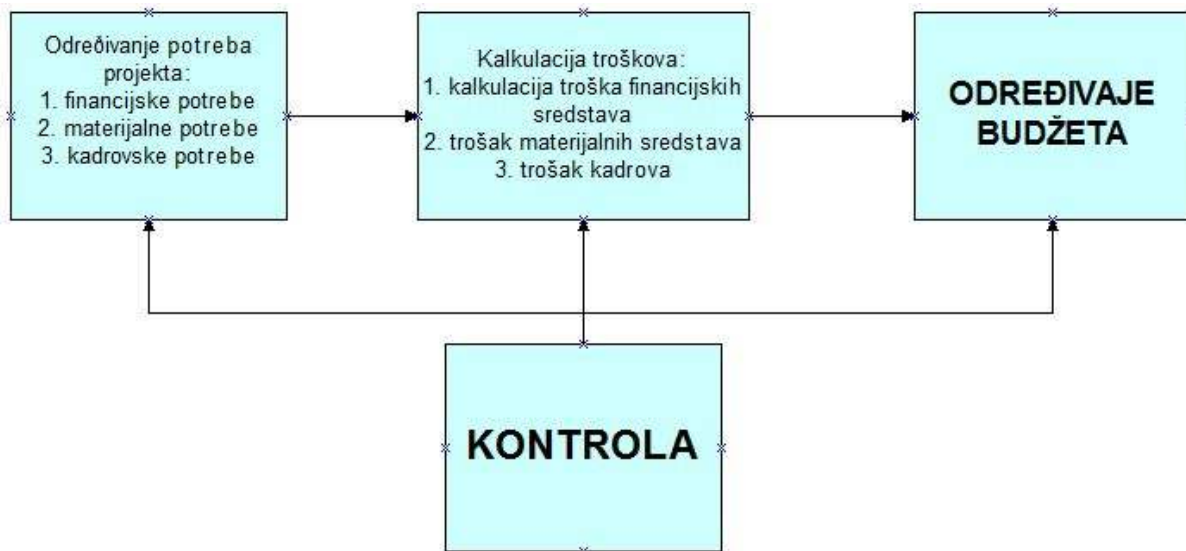 Određivanje potreba
projekta:
1. financijske potrebe
2. materijalne potrebe
3. kadrovske potrebe
Kalkulacija troškova:
1. kalkulacija troška financijskih
sredstava
2. trošak materijalnih sredstava
3. trošak kadrova
ODREĐIVAJE
BUDŽETA
KONTROLA